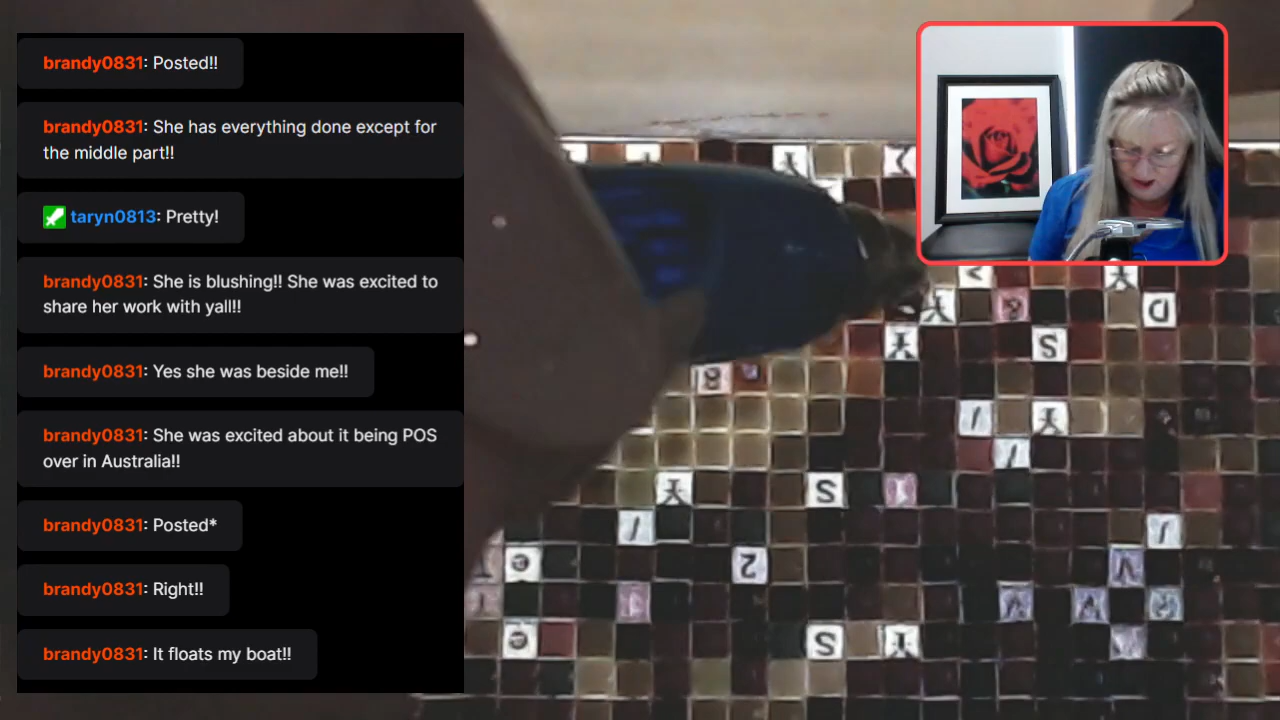 brandy0831: Posted!!
brandy0831: She has everything done except for
the middle part!!
taryn0813: Pretty!
brandy0831: She is blushing!! She was excited to
share her work with yall!!
brandy0831: Yes she was beside me!!
brandy0831: She was excited about it being POS
over in Australia!!
brandy0831: Posted*
brandy0831: Right!!
brandy0831: It floats my boat!!
D
S
S
2
e
e
S